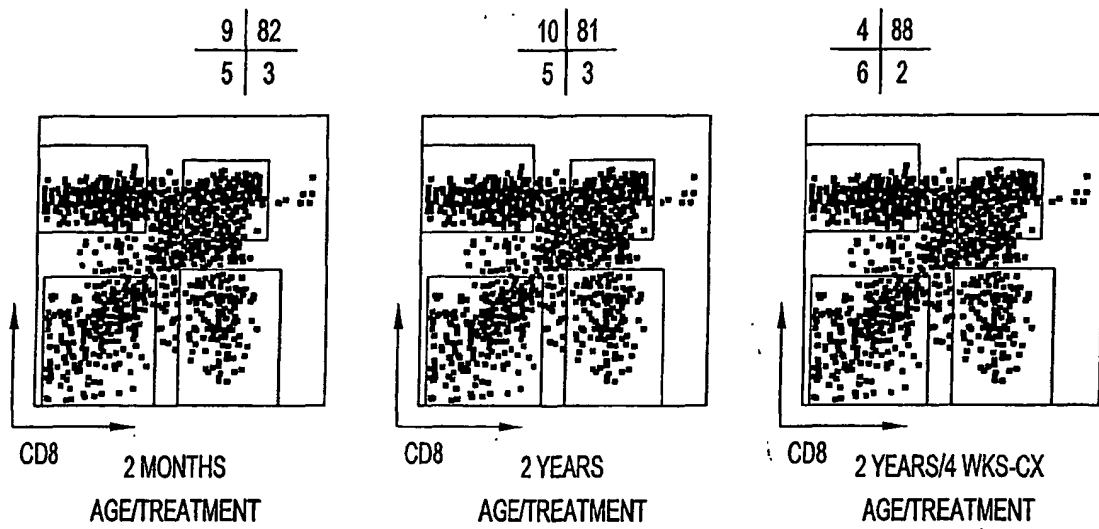 9 82
5 3
10 81
5 3
4 88
6 2
CD8
2 MONTHS
AGE/TREATMENT
2 YEARS
AGE/TREATMENT
CD8
2 YEARS/4 WKS-CX
AGE/TREATMENT